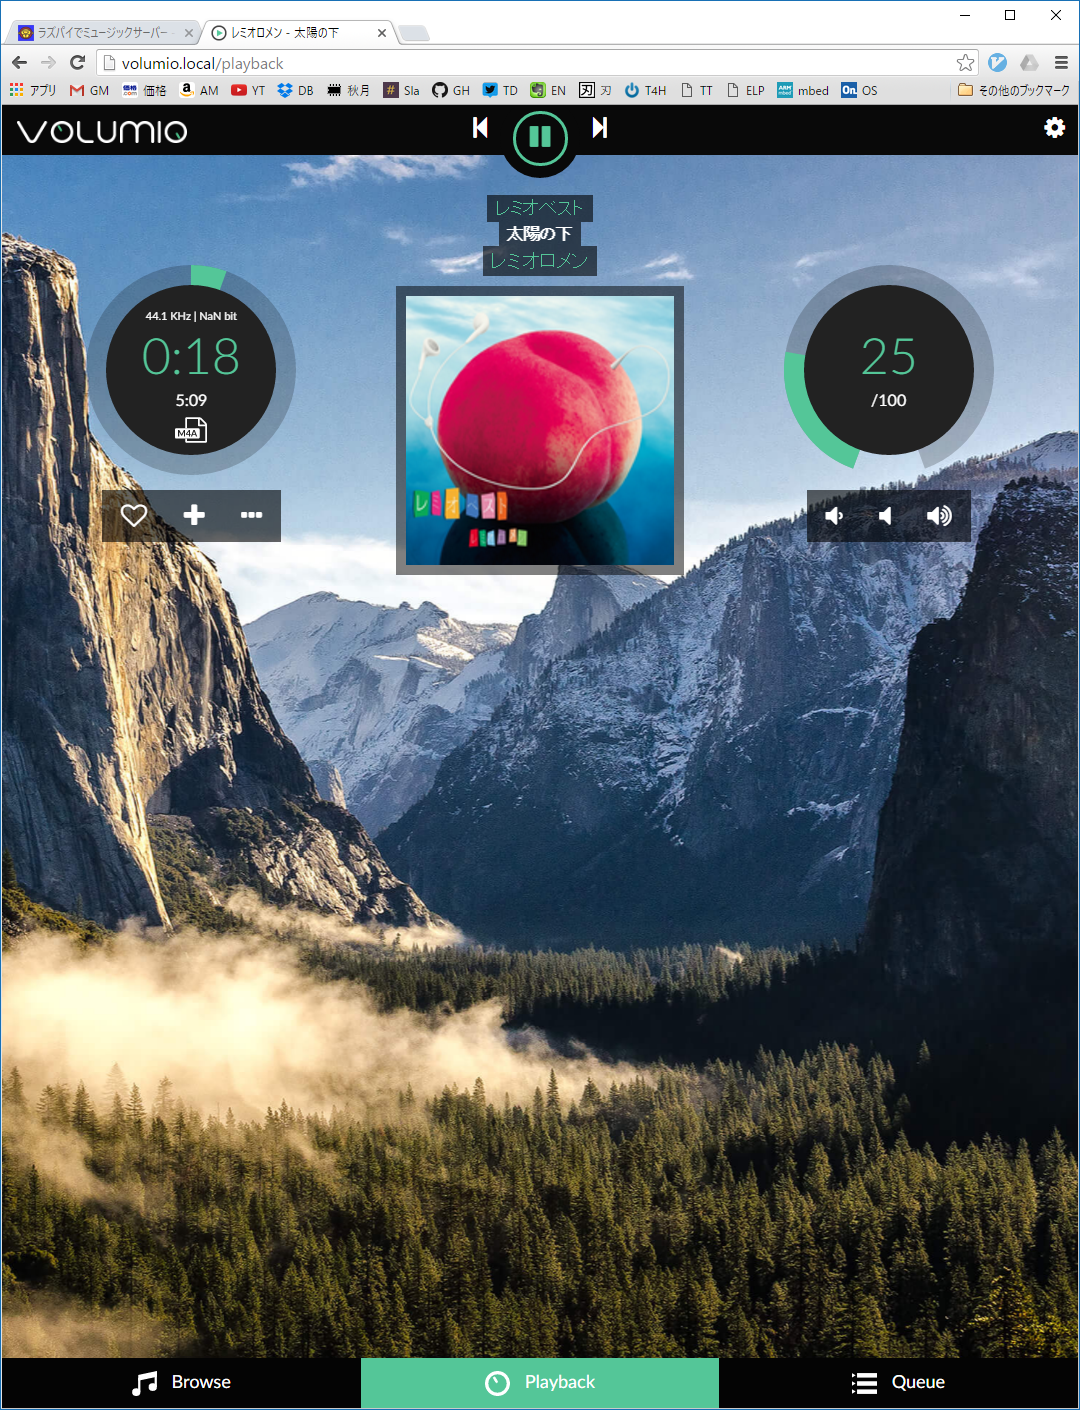 ラズパイでミュージックサーバー
レミオロメン - 太陽の下
volumio.local/playback
アプリ GM 価格 AM YT DB 秋月 Sla GH TD EN 刃 T4H TT ELP mbed OS その他のブックマーク
VOLUMIO
レミオベスト
太陽の下
レミオロメン
44.1 KHz | NaN bit
0:18
5:09
M4A
25
/100
レミオベスト
レミオロメン
Browse
Playback
Queue